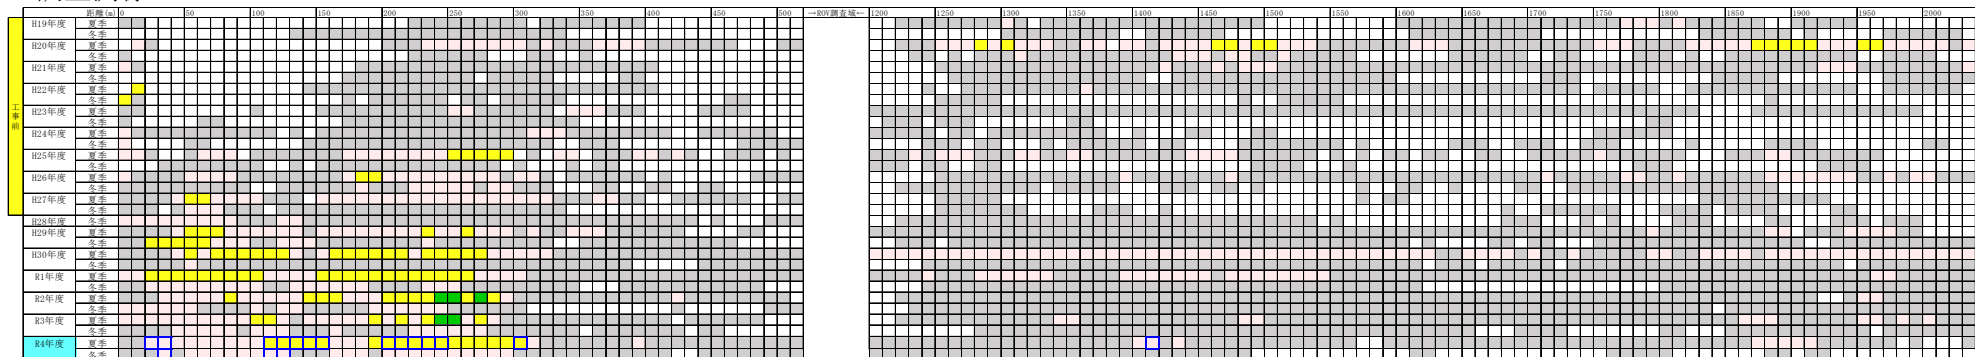 距離(m) 0 50 100 150 200 250 300 350 400 450 500 →ROV調査域← 1200 1250 1300 1350 1400 1450 1500 1550 1600 1650 1700 1750 1800 1850 1900 1950 2000
工事前
H19年度 夏季
冬季
H20年度 夏季
冬季
H21年度 夏季
冬季
H22年度 夏季
冬季
H23年度 夏季
冬季
H24年度 夏季
冬季
H25年度 夏季
冬季
H26年度 夏季
冬季
H27年度 夏季
冬季
H28年度 冬季
H29年度 夏季
冬季
H30年度 夏季
冬季
R1年度 夏季
冬季
R2年度 夏季
冬季
R3年度 夏季
冬季
R4年度 夏季
冬季